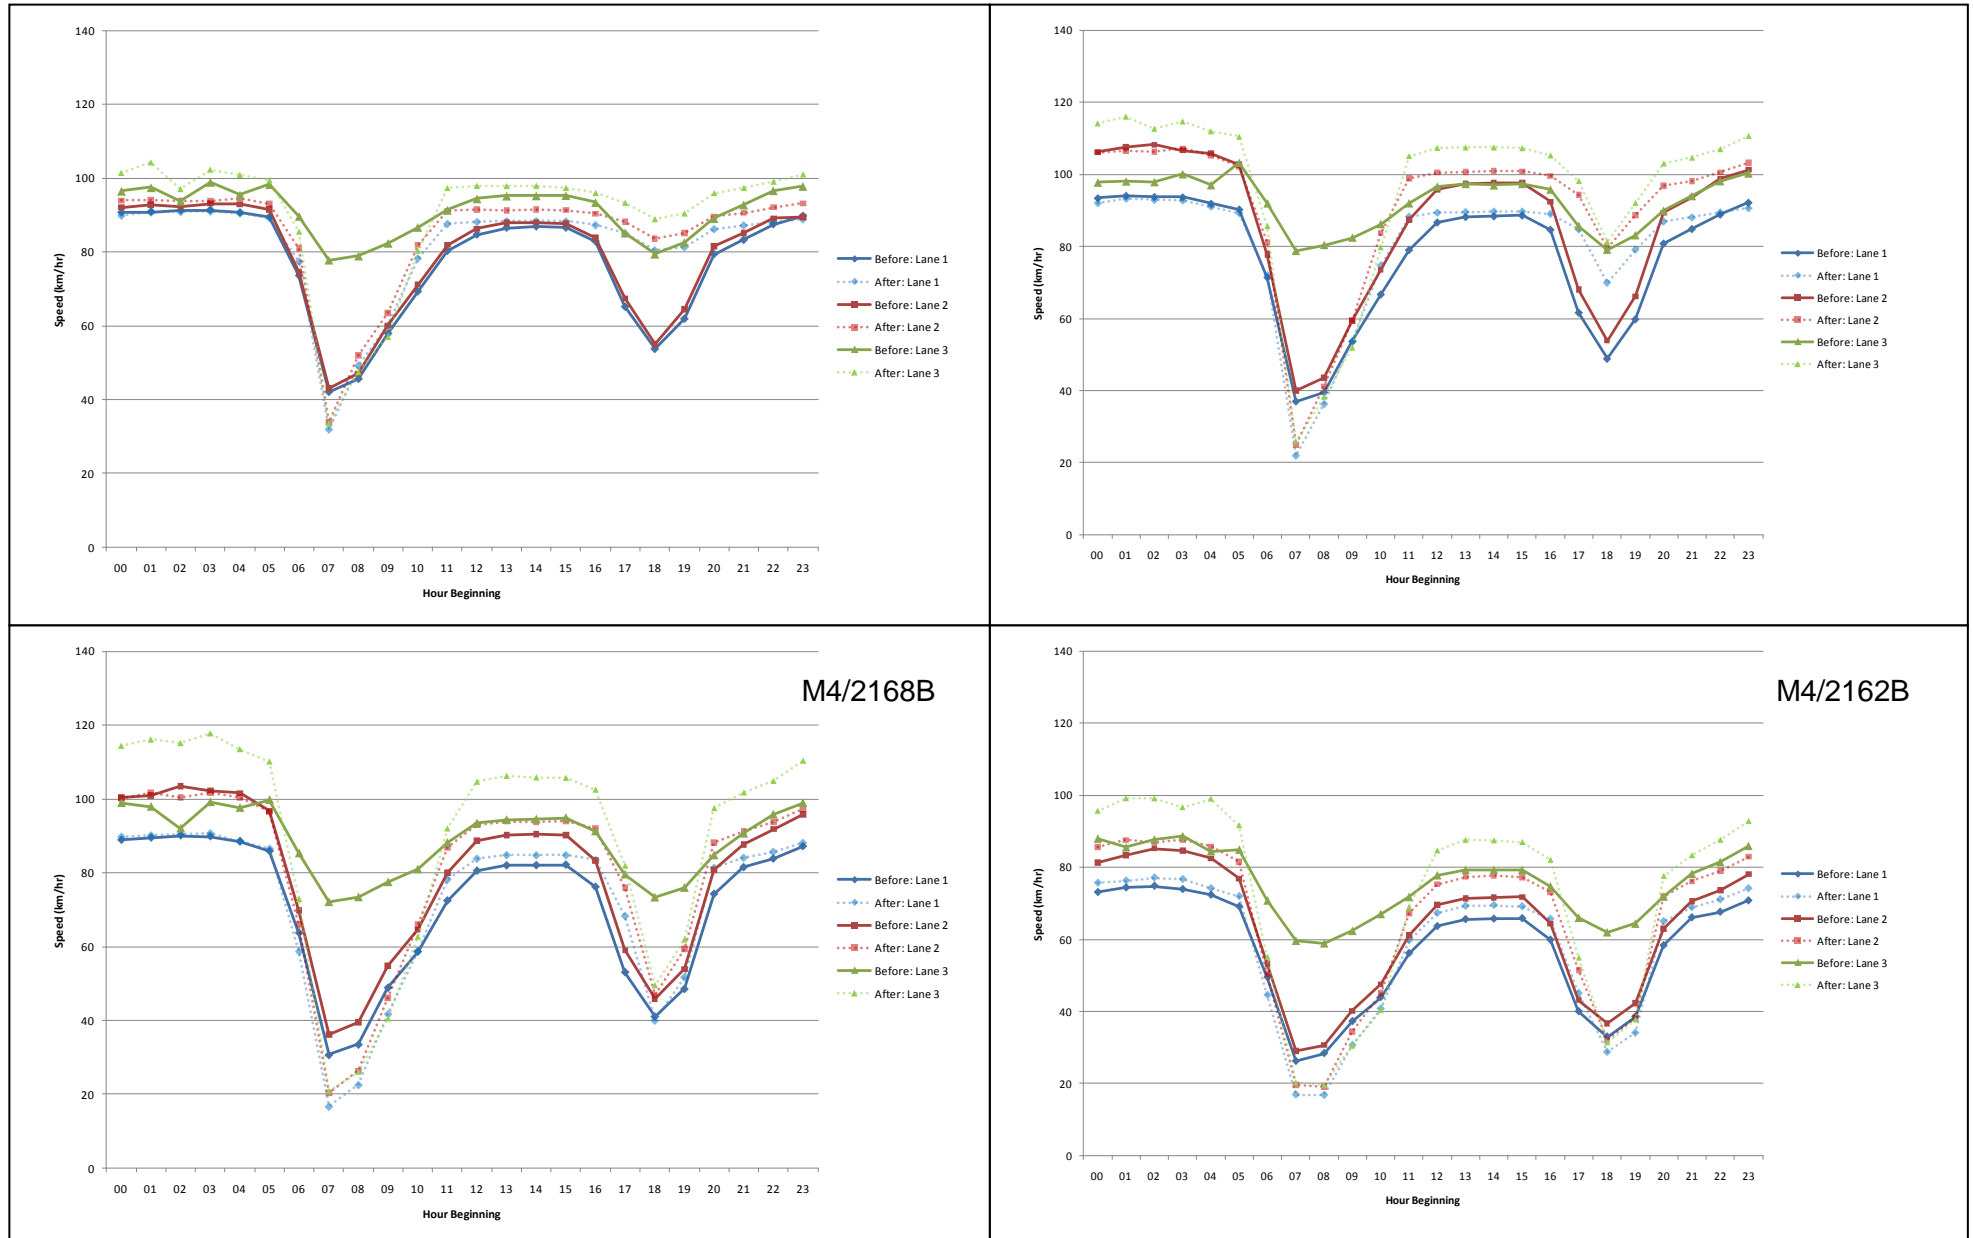 140
120
100
80
60
40
20
0
Speed (km/hr)
00 01 02 03 04 05 06 07 08 09 10 11 12 13 14 15 16 17 18 19 20 21 22 23
Hour Beginning
Before: Lane 1
After: Lane 1
Before: Lane 2
After: Lane 2
Before: Lane 3
After: Lane 3
140
120
100
80
60
40
20
0
Speed (km/hr)
00 01 02 03 04 05 06 07 08 09 10 11 12 13 14 15 16 17 18 19 20 21 22 23
Hour Beginning
Before: Lane 1
After: Lane 1
Before: Lane 2
After: Lane 2
Before: Lane 3
After: Lane 3
M4/2168B
140
120
100
80
60
40
20
0
Speed (km/hr)
00 01 02 03 04 05 06 07 08 09 10 11 12 13 14 15 16 17 18 19 20 21 22 23
Hour Beginning
Before: Lane 1
After: Lane 1
Before: Lane 2
After: Lane 2
Before: Lane 3
After: Lane 3
M4/2162B
140
120
100
80
60
40
20
0
Speed (km/hr)
00 01 02 03 04 05 06 07 08 09 10 11 12 13 14 15 16 17 18 19 20 21 22 23
Hour Beginning
Before: Lane 1
After: Lane 1
Before: Lane 2
After: Lane 2
Before: Lane 3
After: Lane 3